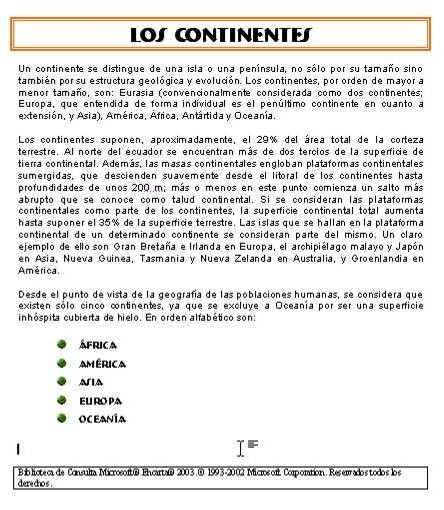 LOS CONTINENTES
Un continente se distingue de una isla o una península, no sólo por su tamaño sino
también por su estructura geológica y evolución. Los continentes, por orden de mayor a
menor tamaño, son: Eurasia (convencionalmente considerada como dos continentes;
Europa, que entendida de forma individual es el penúltimo continente en cuanto a
extensión, y Asia), América, África, Antártida y Oceanía.
Los continentes suponen, aproximadamente, el 29% del área total de la corteza
terrestre. Al norte del ecuador se encuentran más de dos tercios de la superficie de
tierra continental. Además, las masas continentales engloban plataformas continentales
sumergidas, que descienden suavemente desde el litoral de los continentes hasta
profundidades de unos 200 m; más o menos en este punto comienza un salto más
abrupto que se conoce como talud continental. Si se consideran las plataformas
continentales como parte de los continentes, la superficie continental total aumenta
hasta suponer el 35% de la superficie terrestre. Las islas que se hallan en la plataforma
continental de un determinado continente se consideran parte del mismo. Un claro
ejemplo de ello son Gran Bretaña e Irlanda en Europa, el archipiélago malayo y Japón
en Asia, Nueva Guinea, Tasmania y Nueva Zelanda en Australia, y Groenlandia en
América.
Desde el punto de vista de la geografía de las poblaciones humanas, se considera que
existen sólo cinco continentes, ya que se excluye a Oceanía por ser una superficie
inhóspita cubierta de hielo. En orden alfabético son:
ÁFRICA
AMÉRICA
ASIA
EUROPA
OCEANÍA
Biblioteca de Consulta Microsoft® Encarta® 2003. © 1993-2002 Microsoft Corporation. Reservados todos los
derechos.